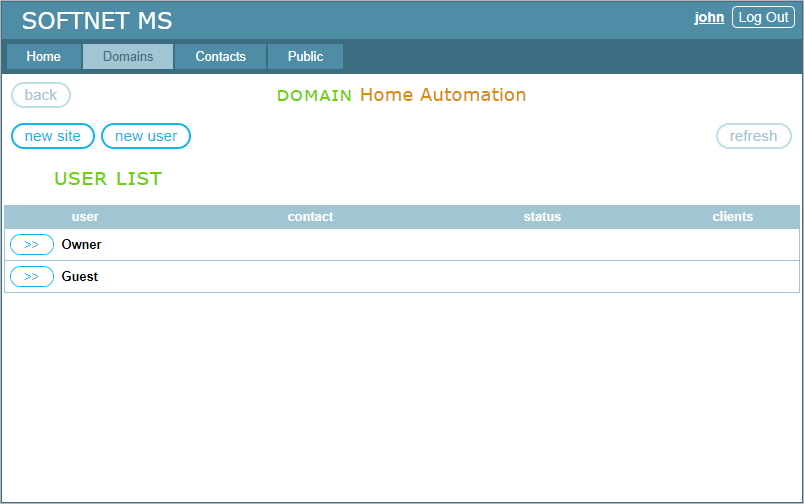 SOFTNET MS
john Log Out
Home Domains Contacts Public
back DOMAIN Home Automation
new site new user refresh
USER LIST
user contact status clients
>> Owner
>> Guest